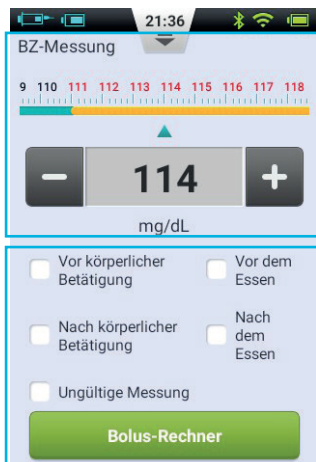 21:36
BZ-Messung
9 110 111 112 113 114 115 116 117 118
− 114 +
mg/dL
Vor körperlicher Betätigung
Vor dem Essen
Nach körperlicher Betätigung
Nach dem Essen
Ungültige Messung
Bolus-Rechner